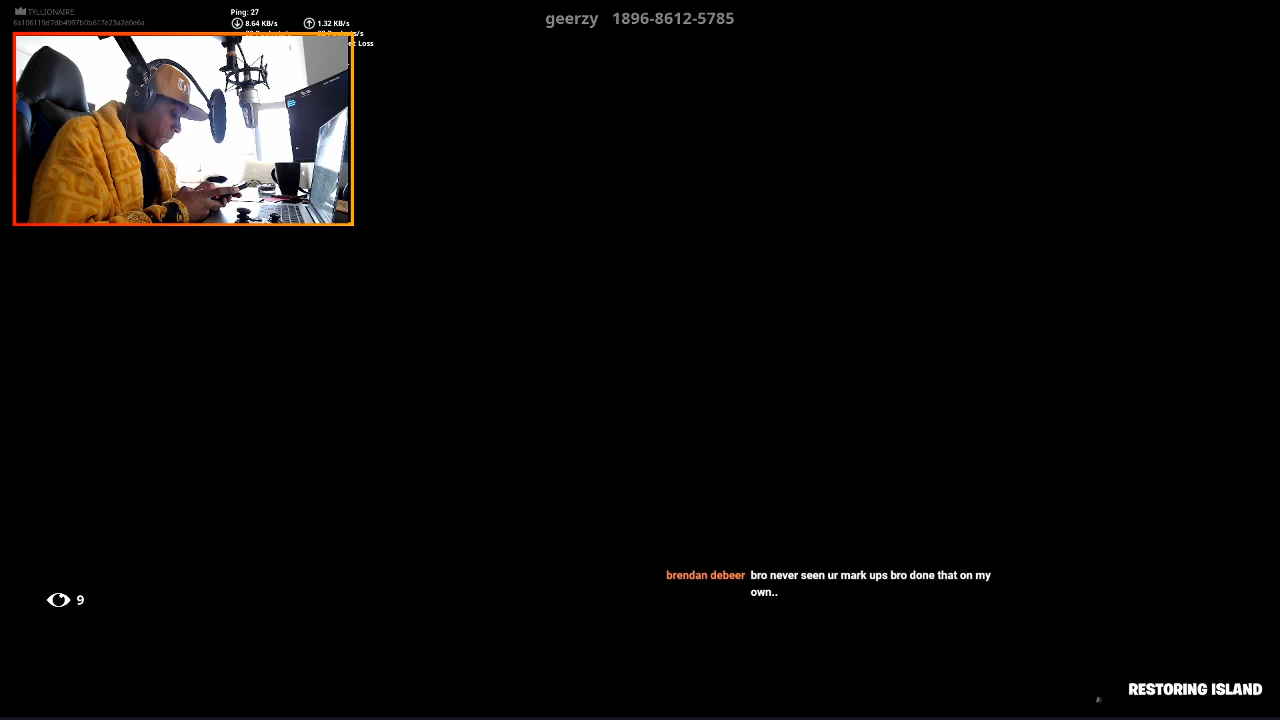 TYLLIONAIRE
6a106119d7db4997b0b617e23a2e0e6a
Ping: 27
8.64 KB/s
1.32 KB/s
geerzy 1896-8612-5785
brendan debeer bro never seen ur mark ups bro done that on my
own..
9
RESTORING ISLAND